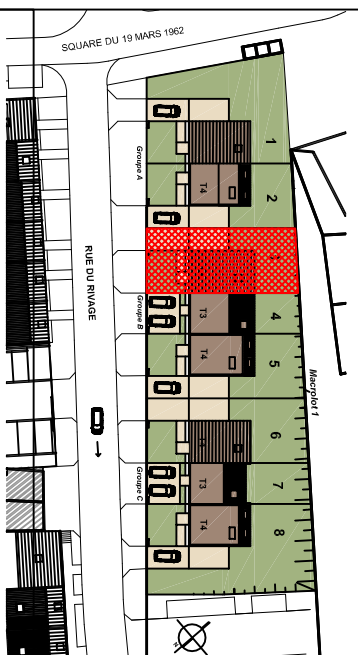 SQUARE DU 19 MARS 1962
RUE DU RIVAGE
Groupe A
Groupe B
Groupe C
1
2
4
5
6
7
8
T4
T3
T4
T3
T4
Macrplot 1